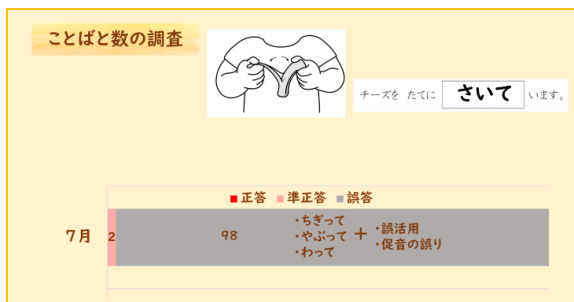 ことばと数の調査
チーズを たてに さいて います。
■正答 ■準正答 ■誤答
7月 2 98
・ちぎって
・やぶって
・わって
＋
・誤活用
・促音の誤り